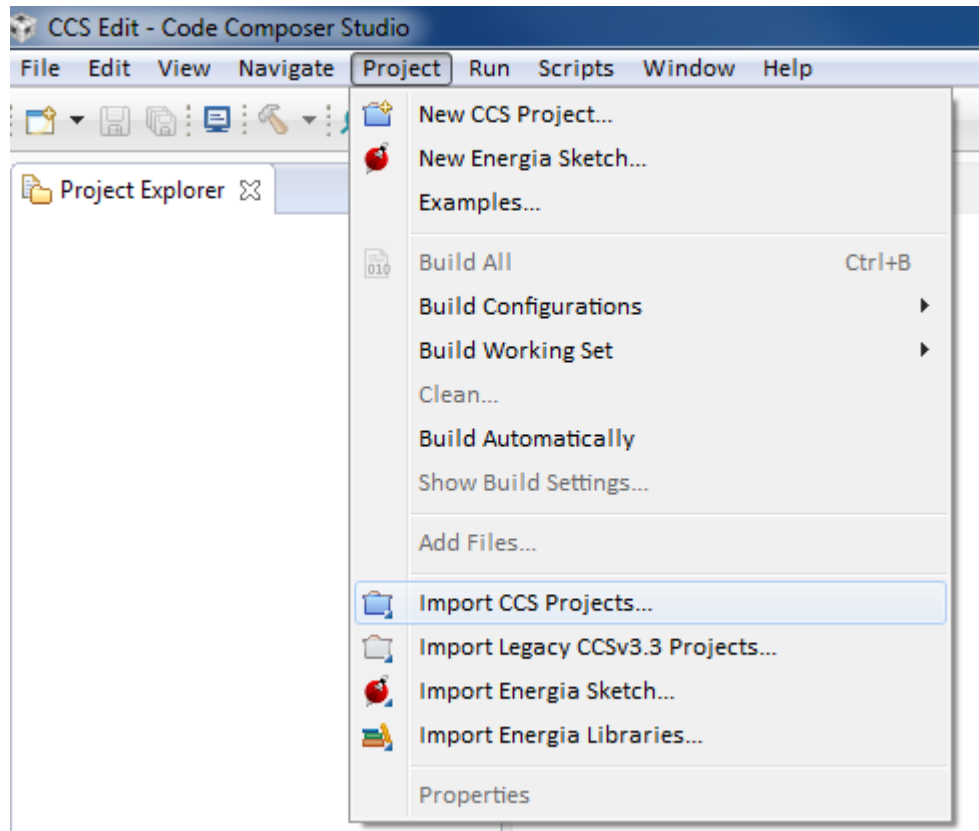 CCS Edit - Code Composer Studio
File Edit View Navigate Project Run Scripts Window Help
Project Explorer
New CCS Project...
New Energia Sketch...
Examples...
010 Build All Ctrl+B
Build Configurations
Build Working Set
Clean...
Build Automatically
Show Build Settings...
Add Files...
Import CCS Projects...
Import Legacy CCSv3.3 Projects...
Import Energia Sketch...
Import Energia Libraries...
Properties